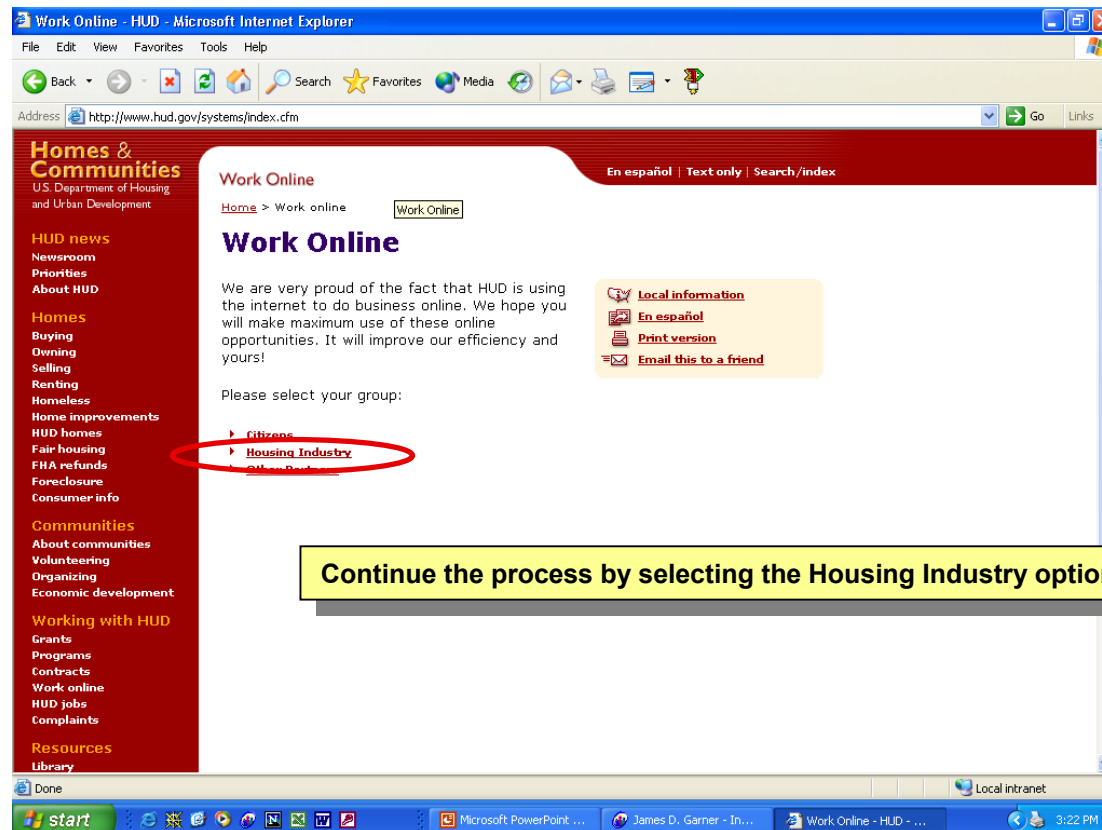 Work Online - HUD - Microsoft Internet Explorer
File Edit View Favorites Tools Help
Back Search Favorites Media
Address http://www.hud.gov/systems/index.cfm Go Links
Homes &
Communities
U.S. Department of Housing
and Urban Development
HUD news
Newsroom
Priorities
About HUD
Homes
Buying
Owning
Selling
Renting
Homeless
Home improvements
HUD homes
Fair housing
FHA refunds
Foreclosure
Consumer info
Communities
About communities
Volunteering
Organizing
Economic development
Working with HUD
Grants
Programs
Contracts
Work online
HUD jobs
Complaints
Resources
Library
Work Online
En español | Text only | Search/index
Home > Work online
Work Online
Work Online
We are very proud of the fact that HUD is using
the internet to do business online. We hope you
will make maximum use of these online
opportunities. It will improve our efficiency and
yours!
Please select your group:
Citizens
Housing Industry
Other Partners
Local information
En español
Print version
Email this to a friend
Continue the process by selecting the Housing Industry optio
Done Local intranet
start Microsoft PowerPoint ... James D. Garner - In... Work Online - HUD - ... 3:22 PM